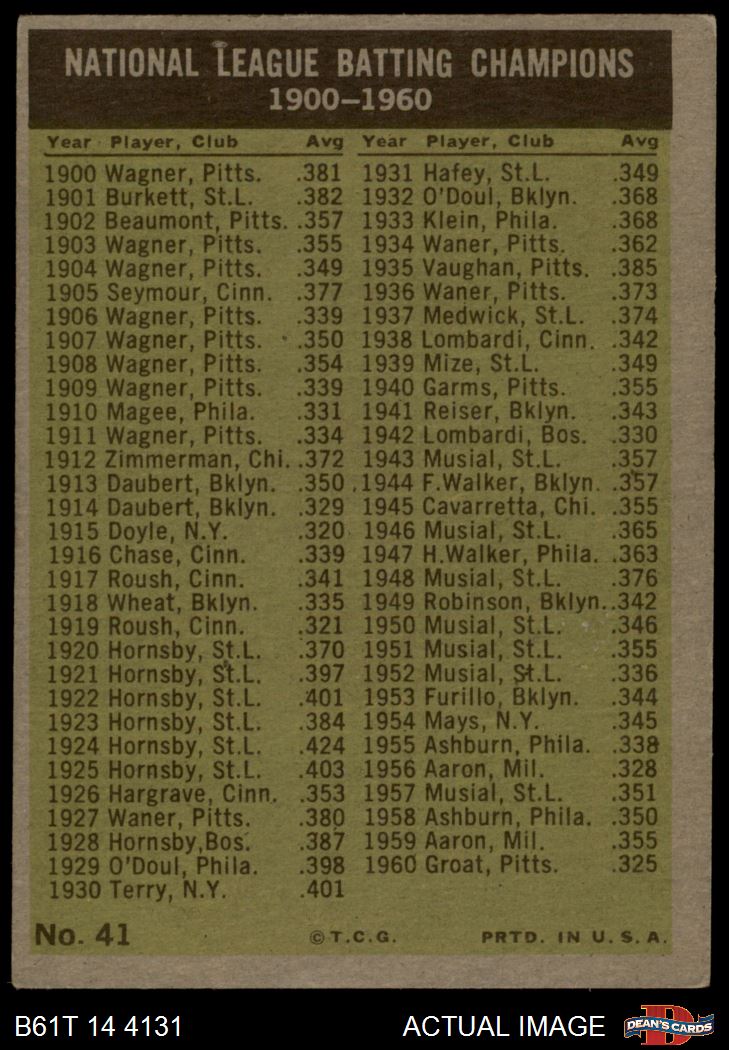 NATIONAL LEAGUE BATTING CHAMPIONS
1900–1960
Year Player, Club Avg
1900 Wagner, Pitts. .381
1901 Burkett, St.L. .382
1902 Beaumont, Pitts. .357
1903 Wagner, Pitts. .355
1904 Wagner, Pitts. .349
1905 Seymour, Cinn. .377
1906 Wagner, Pitts. .339
1907 Wagner, Pitts. .350
1908 Wagner, Pitts. .354
1909 Wagner, Pitts. .339
1910 Magee, Phila. .331
1911 Wagner, Pitts. .334
1912 Zimmerman, Chi. .372
1913 Daubert, Bklyn. .350
1914 Daubert, Bklyn. .329
1915 Doyle, N.Y. .320
1916 Chase, Cinn. .339
1917 Roush, Cinn. .341
1918 Wheat, Bklyn. .335
1919 Roush, Cinn. .321
1920 Hornsby, St.L. .370
1921 Hornsby, St.L. .397
1922 Hornsby, St.L. .401
1923 Hornsby, St.L. .384
1924 Hornsby, St.L. .424
1925 Hornsby, St.L. .403
1926 Hargrave, Cinn. .353
1927 Waner, Pitts. .380
1928 Hornsby,Bos. .387
1929 O'Doul, Phila. .398
1930 Terry, N.Y. .401
Year Player, Club Avg
1931 Hafey, St.L. .349
1932 O'Doul, Bklyn. .368
1933 Klein, Phila. .368
1934 Waner, Pitts. .362
1935 Vaughan, Pitts. .385
1936 Waner, Pitts. .373
1937 Medwick, St.L. .374
1938 Lombardi, Cinn. .342
1939 Mize, St.L. .349
1940 Garms, Pitts. .355
1941 Reiser, Bklyn. .343
1942 Lombardi, Bos. .330
1943 Musial, St.L. .357
1944 F.Walker, Bklyn. .357
1945 Cavarretta, Chi. .355
1946 Musial, St.L. .365
1947 H.Walker, Phila. .363
1948 Musial, St.L. .376
1949 Robinson, Bklyn. .342
1950 Musial, St.L. .346
1951 Musial, St.L. .355
1952 Musial, St.L. .336
1953 Furillo, Bklyn. .344
1954 Mays, N.Y. .345
1955 Ashburn, Phila. .338
1956 Aaron, Mil. .328
1957 Musial, St.L. .351
1958 Ashburn, Phila. .350
1959 Aaron, Mil. .355
1960 Groat, Pitts. .325
No. 41 © T.C.G. PRTD. IN U.S.A.
B61T 14 4131 ACTUAL IMAGE DEAN'S CARDS